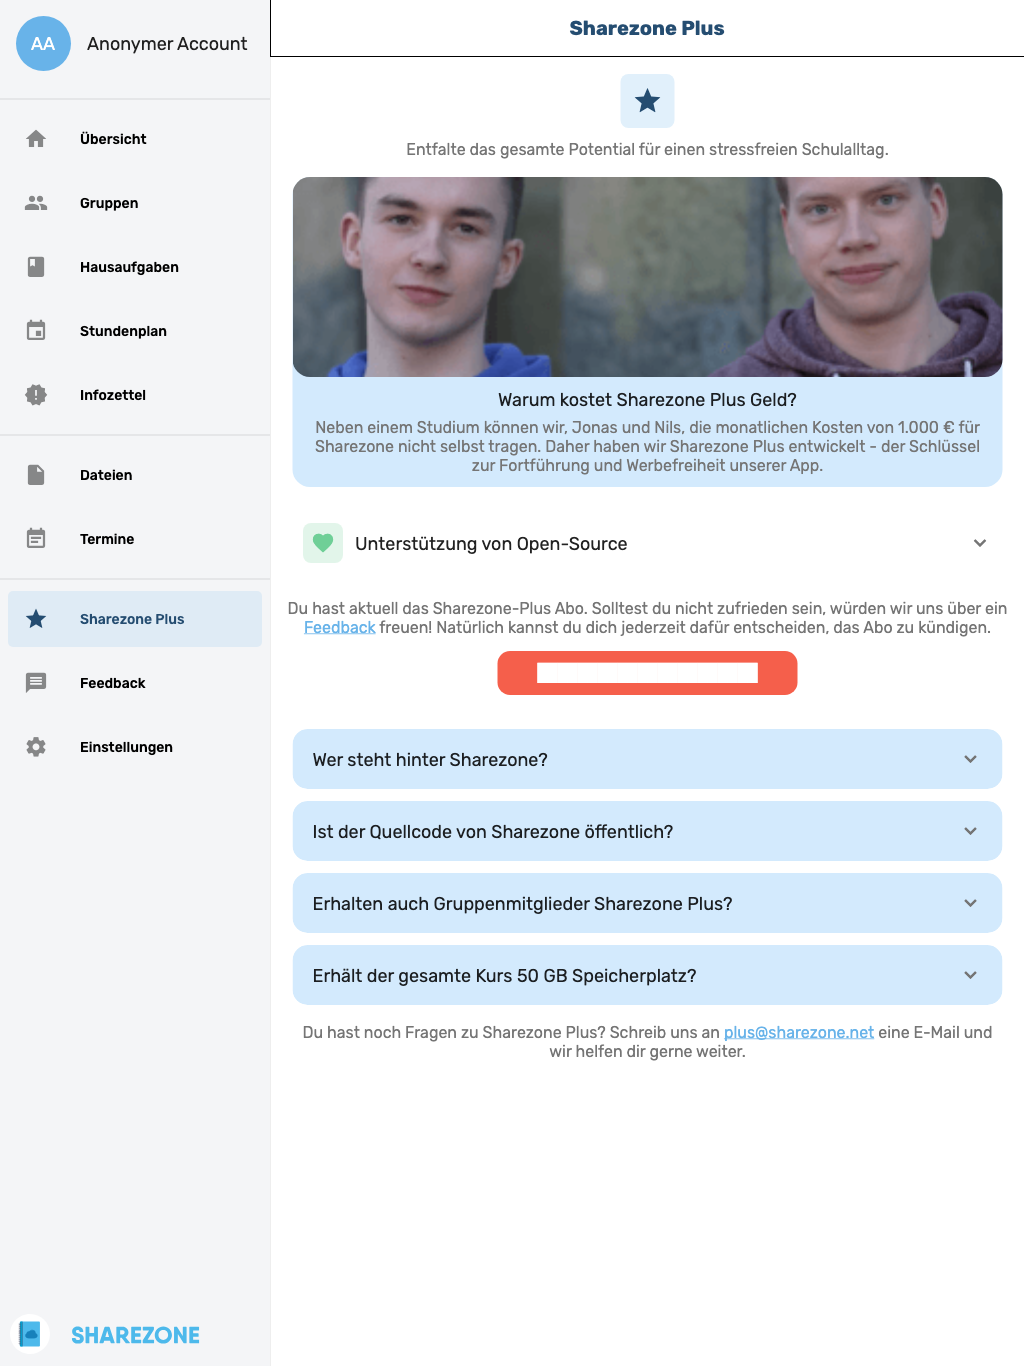 AA
Anonymer Account
Übersicht
Gruppen
Hausaufgaben
Stundenplan
Infozettel
Dateien
Termine
Sharezone Plus
Feedback
Einstellungen
SHAREZONE
Sharezone Plus
Entfalte das gesamte Potential für einen stressfreien Schulalltag.
Warum kostet Sharezone Plus Geld?
Neben einem Studium können wir, Jonas und Nils, die monatlichen Kosten von 1.000 € für
Sharezone nicht selbst tragen. Daher haben wir Sharezone Plus entwickelt - der Schlüssel
zur Fortführung und Werbefreiheit unserer App.
Unterstützung von Open-Source
Du hast aktuell das Sharezone-Plus Abo. Solltest du nicht zufrieden sein, würden wir uns über ein
Feedback freuen! Natürlich kannst du dich jederzeit dafür entscheiden, das Abo zu kündigen.
Wer steht hinter Sharezone?
Ist der Quellcode von Sharezone öffentlich?
Erhalten auch Gruppenmitglieder Sharezone Plus?
Erhält der gesamte Kurs 50 GB Speicherplatz?
Du hast noch Fragen zu Sharezone Plus? Schreib uns an plus@sharezone.net eine E-Mail und
wir helfen dir gerne weiter.